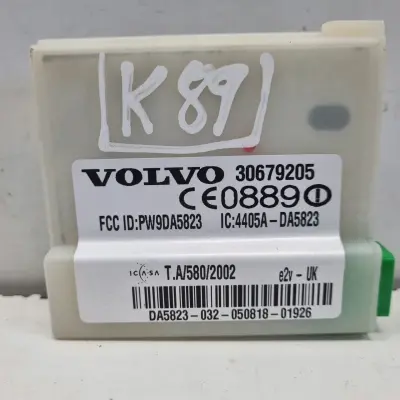 K89
VOLVO 30679205
CE0889!
FCC ID:PW9DA5823 IC:4405A-DA5823
ICASA T.A/580/2002 e2v - UK
DA5823-032-050818-01926